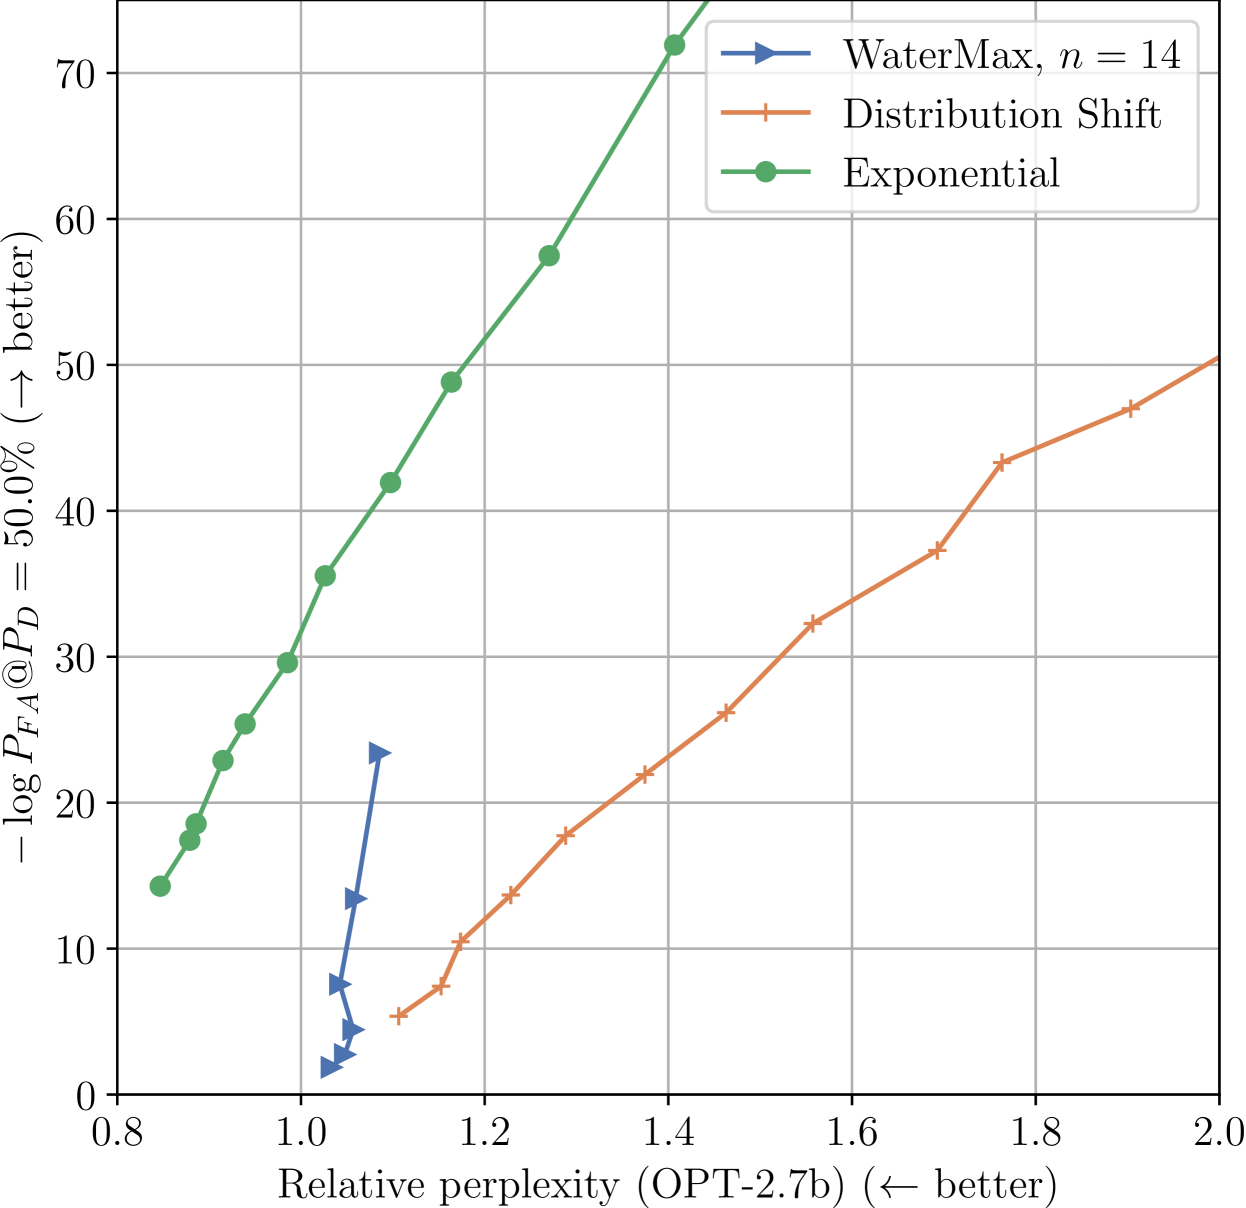 WaterMax, n = 14
Distribution Shift
Exponential
− log P_{FA}@P_D = 50.0% (→ better)
70
60
50
40
30
20
10
0
0.8 1.0 1.2 1.4 1.6 1.8 2.0
Relative perplexity (OPT-2.7b) (← better)